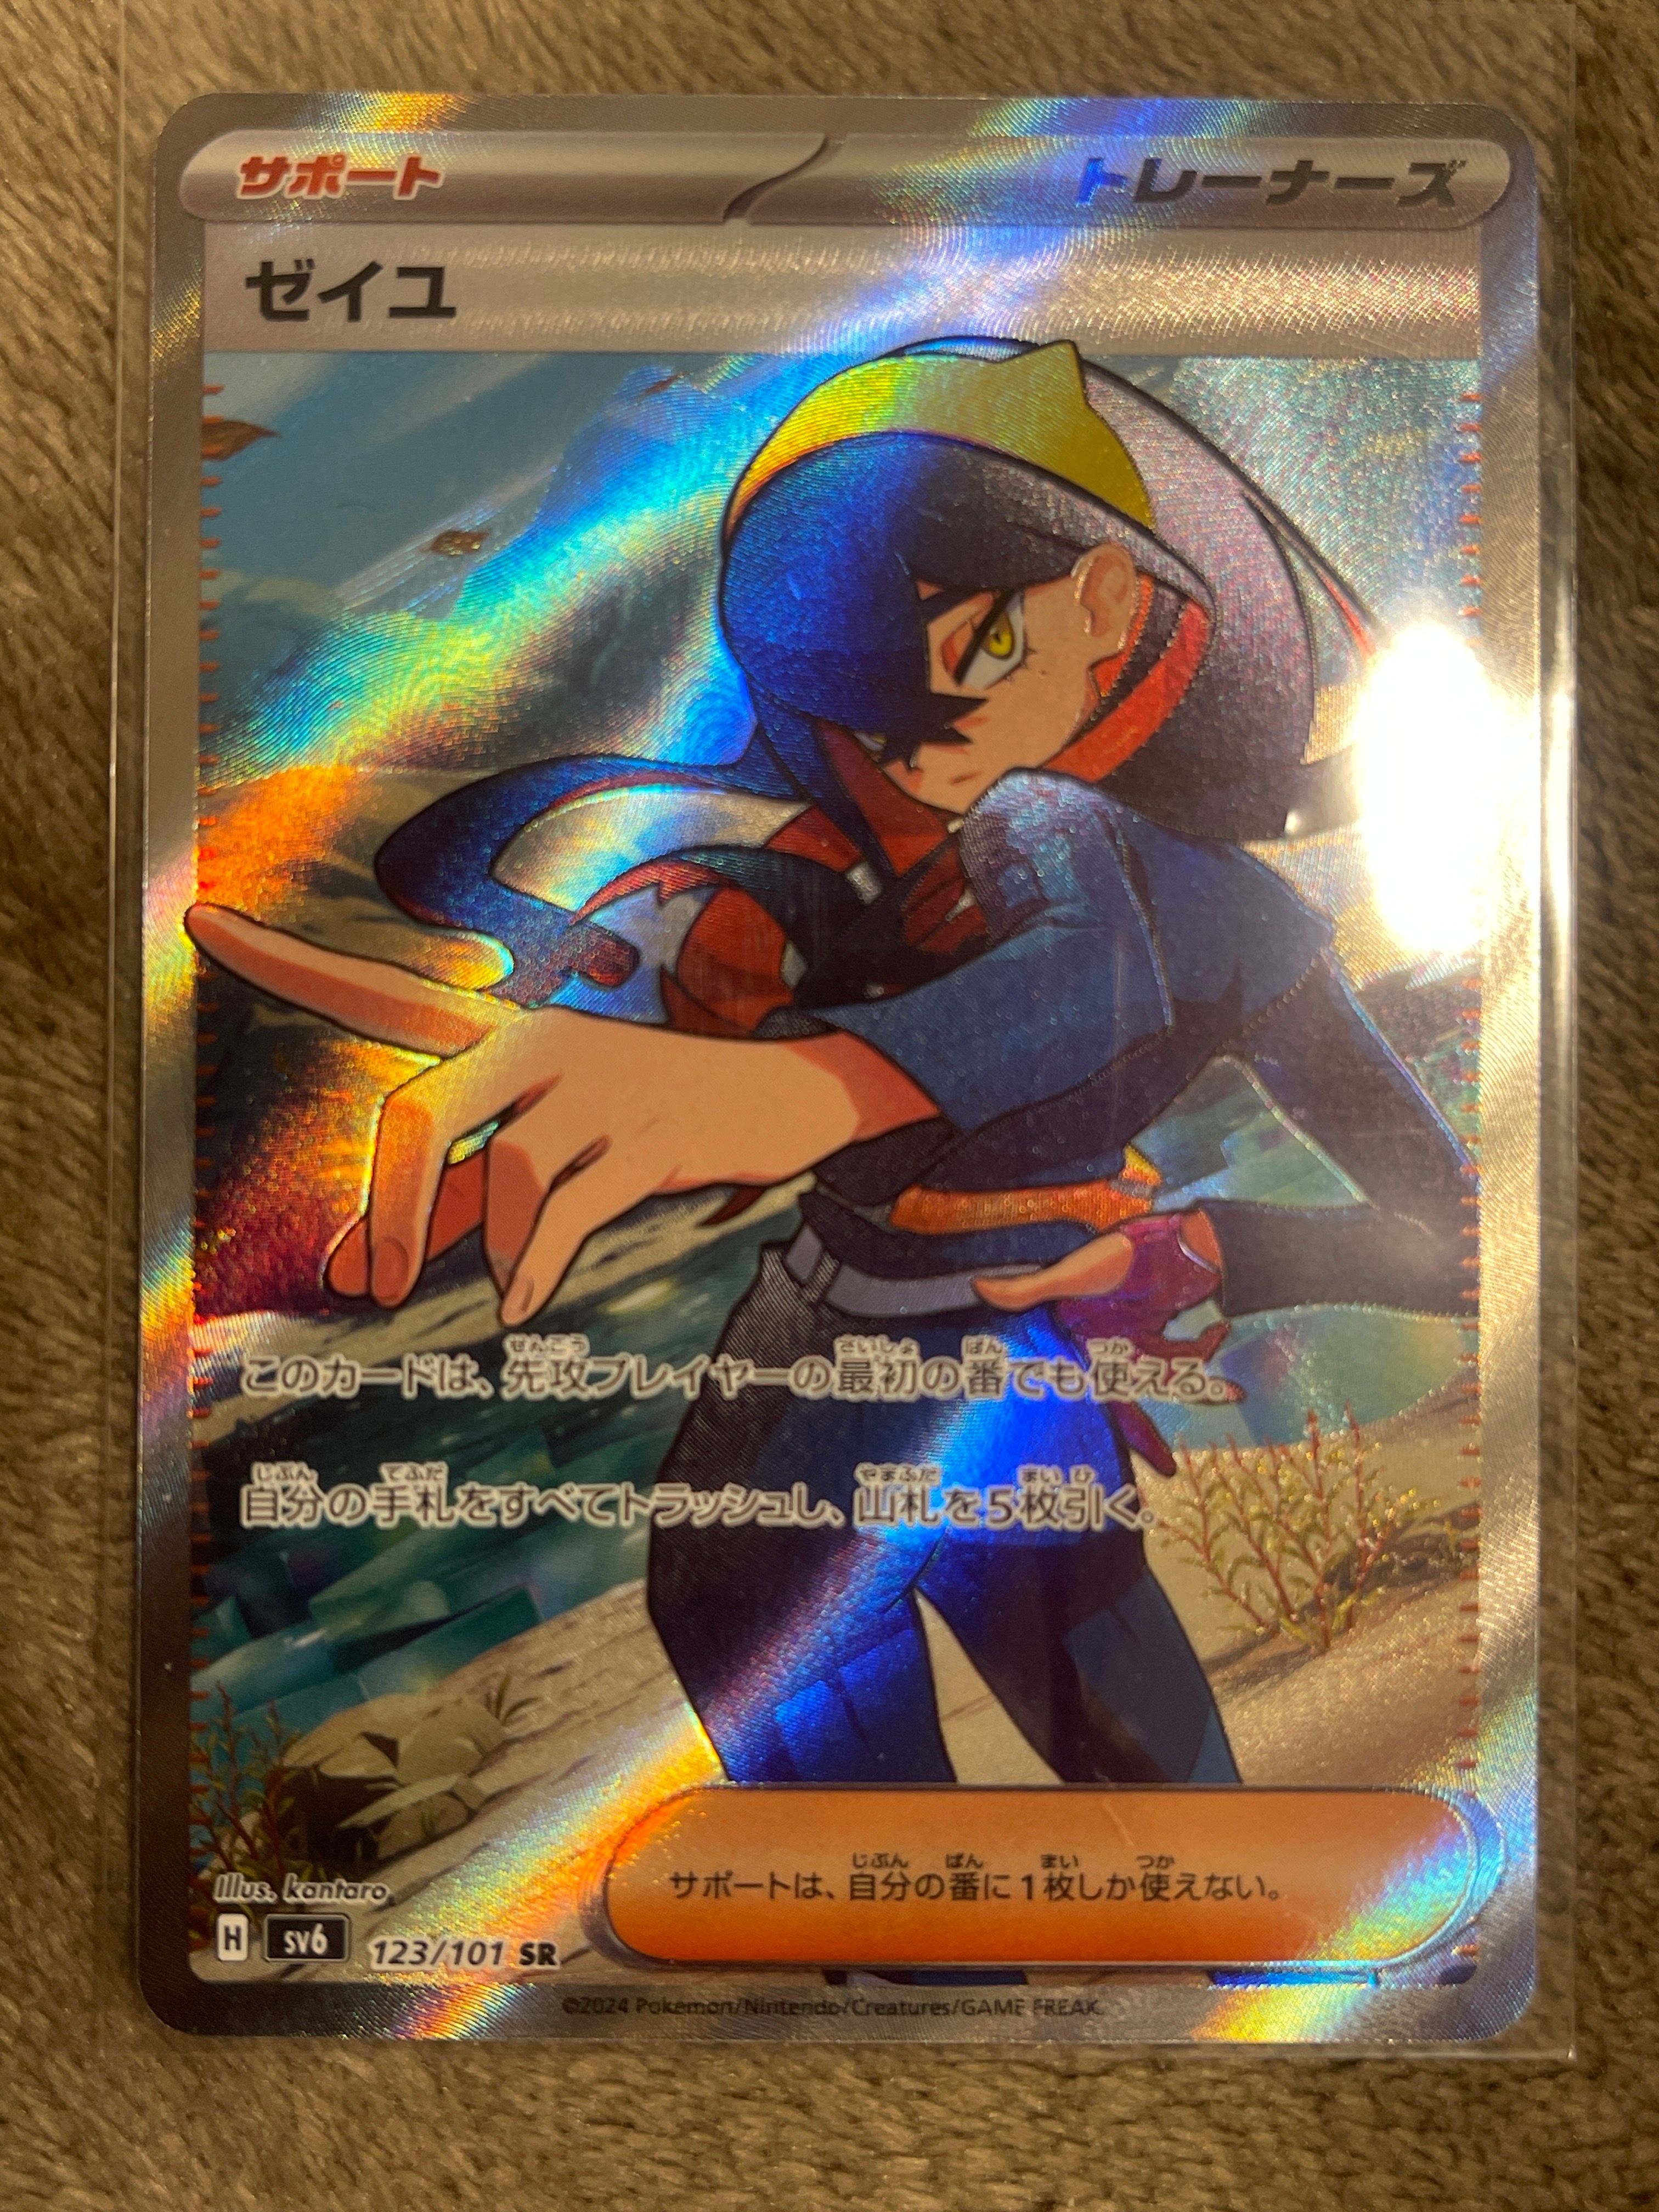 サポート
トレーナーズ
ゼイユ
このカードは、先攻プレイヤーの最初の番でも使える。
自分の手札をすべてトラッシュし、山札を5枚引く。
サポートは、自分の番に1枚しか使えない。
Illus. kantaro
H sv6 123/101 SR
©2024 Pokémon/Nintendo/Creatures/GAME FREAK.